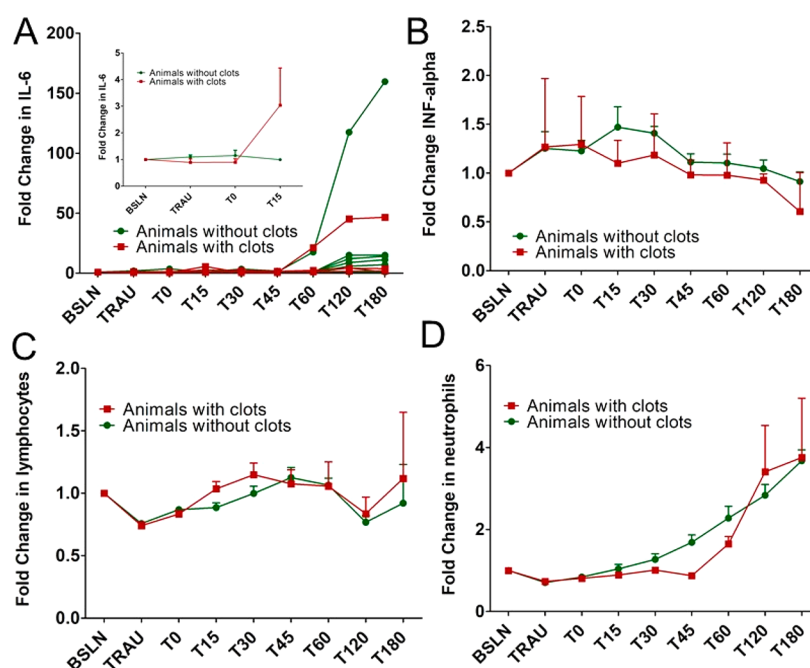 A
Fold Change in IL-6
200
150
100
50
0
Fold Change in IL-6
5
4
3
2
1
0
Animals without clots
Animals with clots
BSLN TRAU T0 T15
Animals without clots
Animals with clots
BSLN TRAU T0 T15 T30 T45 T60 T120 T180
B
Fold Change INF-alpha
2.5
2.0
1.5
1.0
0.5
0.0
Animals without clots
Animals with clots
BSLN TRAU T0 T15 T30 T45 T60 T120 T180
C
Fold Change in lymphocytes
2.0
1.5
1.0
0.5
0.0
Animals with clots
Animals without clots
BSLN TRAU T0 T15 T30 T45 T60 T120 T180
D
Fold Change in neutrophils
6
4
2
0
Animals with clots
Animals without clots
BSLN TRAU T0 T15 T30 T45 T60 T120 T180